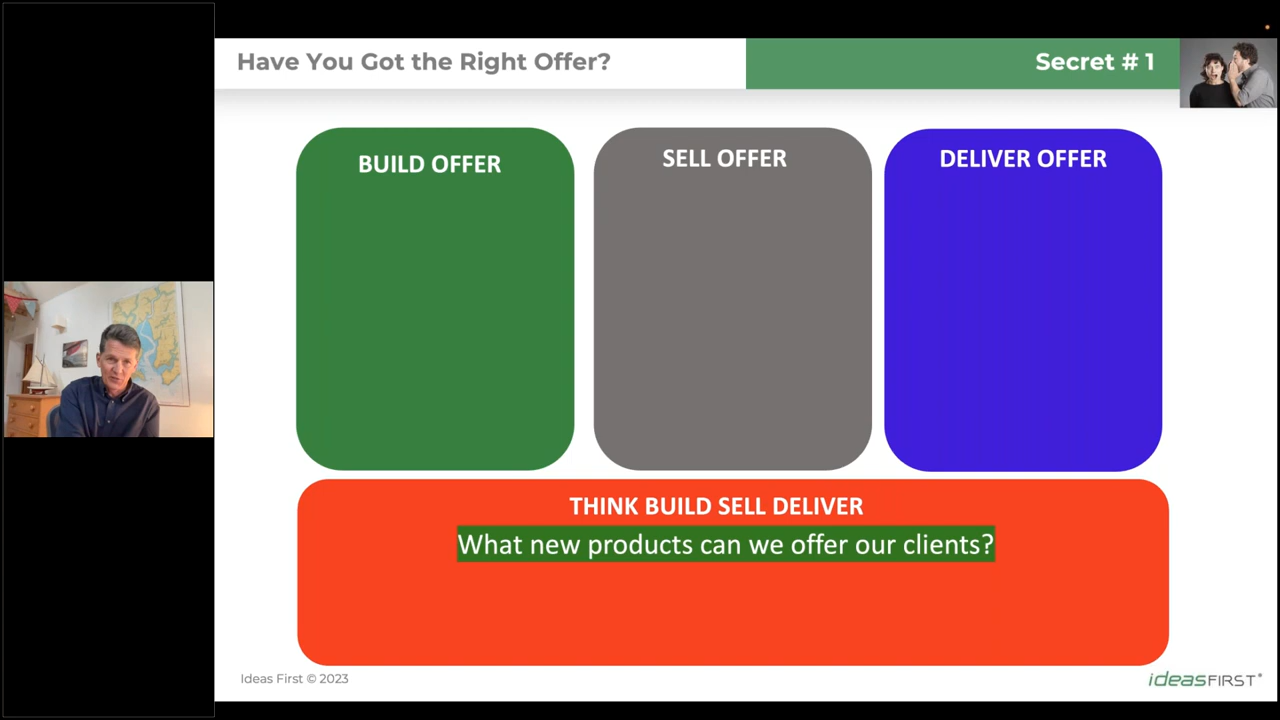 Have You Got the Right Offer?
Secret # 1
BUILD OFFER
SELL OFFER
DELIVER OFFER
THINK BUILD SELL DELIVER
What new products can we offer our clients?
Ideas First © 2023
ideasFIRST®